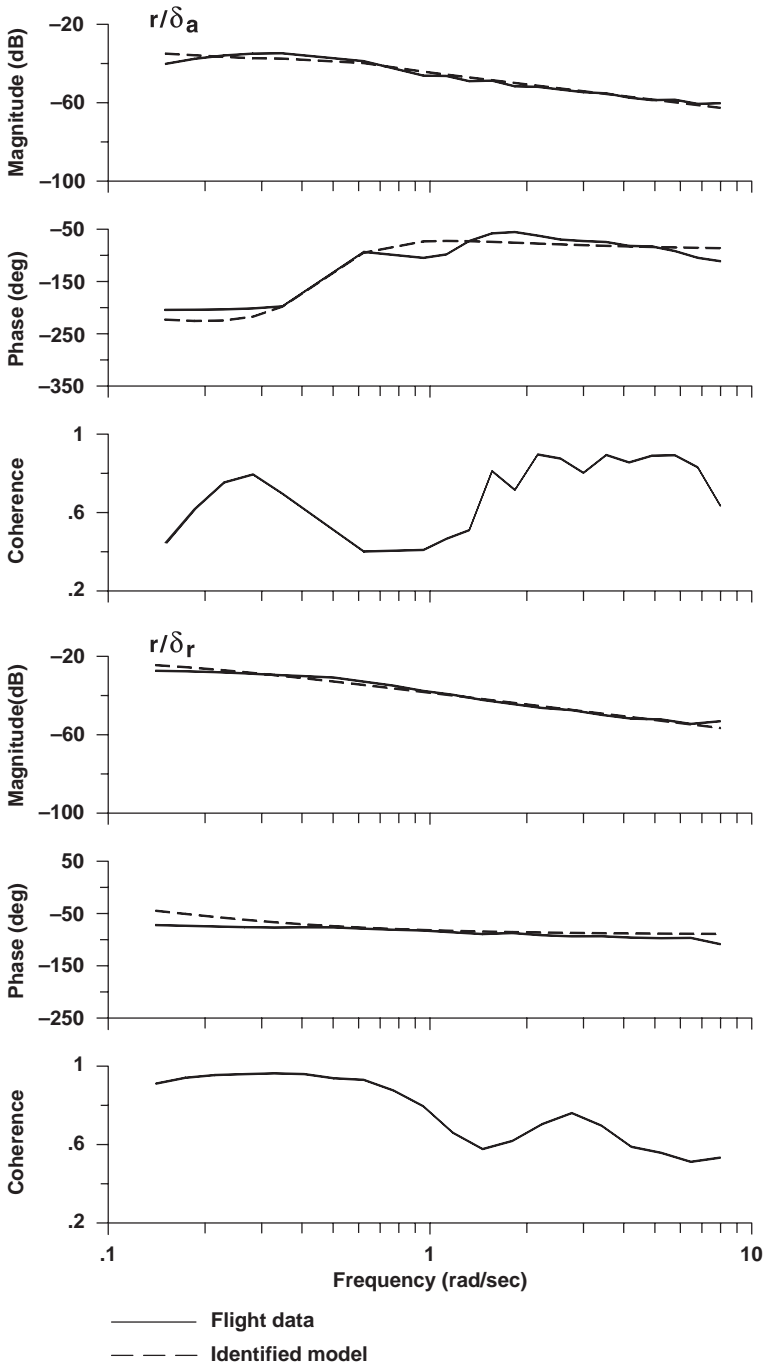 r/δa
Magnitude (dB)
–20
–60
–100
Phase (deg)
–50
–150
–250
–350
Coherence
1
.6
.2
r/δr
Magnitude(dB)
–20
–60
–100
Phase (deg)
50
–50
–150
–250
Coherence
1
.6
.2
.1
1
10
Frequency (rad/sec)
Flight data
Identified model